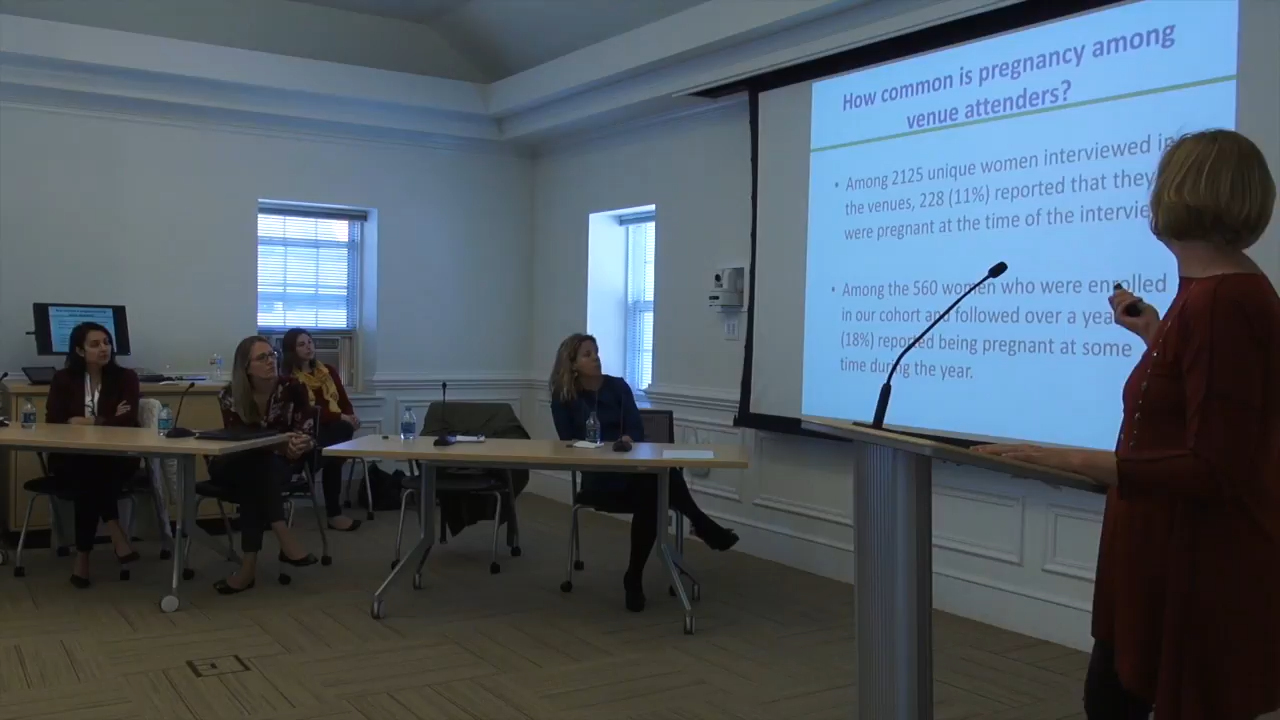 How common is pregnancy among
venue attenders?
• Among 2125 unique women interviewed in
the venues, 228 (11%) reported that they
were pregnant at the time of the interview
• Among the 560 women who were enrolled
in our cohort and followed over a year
(18%) reported being pregnant at some
time during the year.